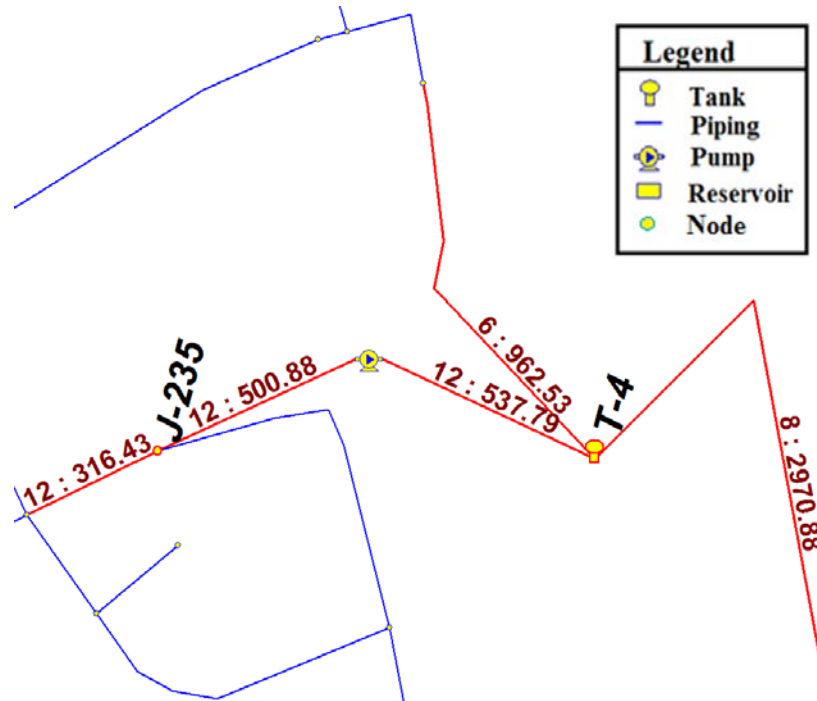 Legend
Tank
Piping
Pump
Reservoir
Node
6 : 962.53
J-235
12 : 500.88
12 : 537.79
T-4
12 : 316.43
8 : 2970.88